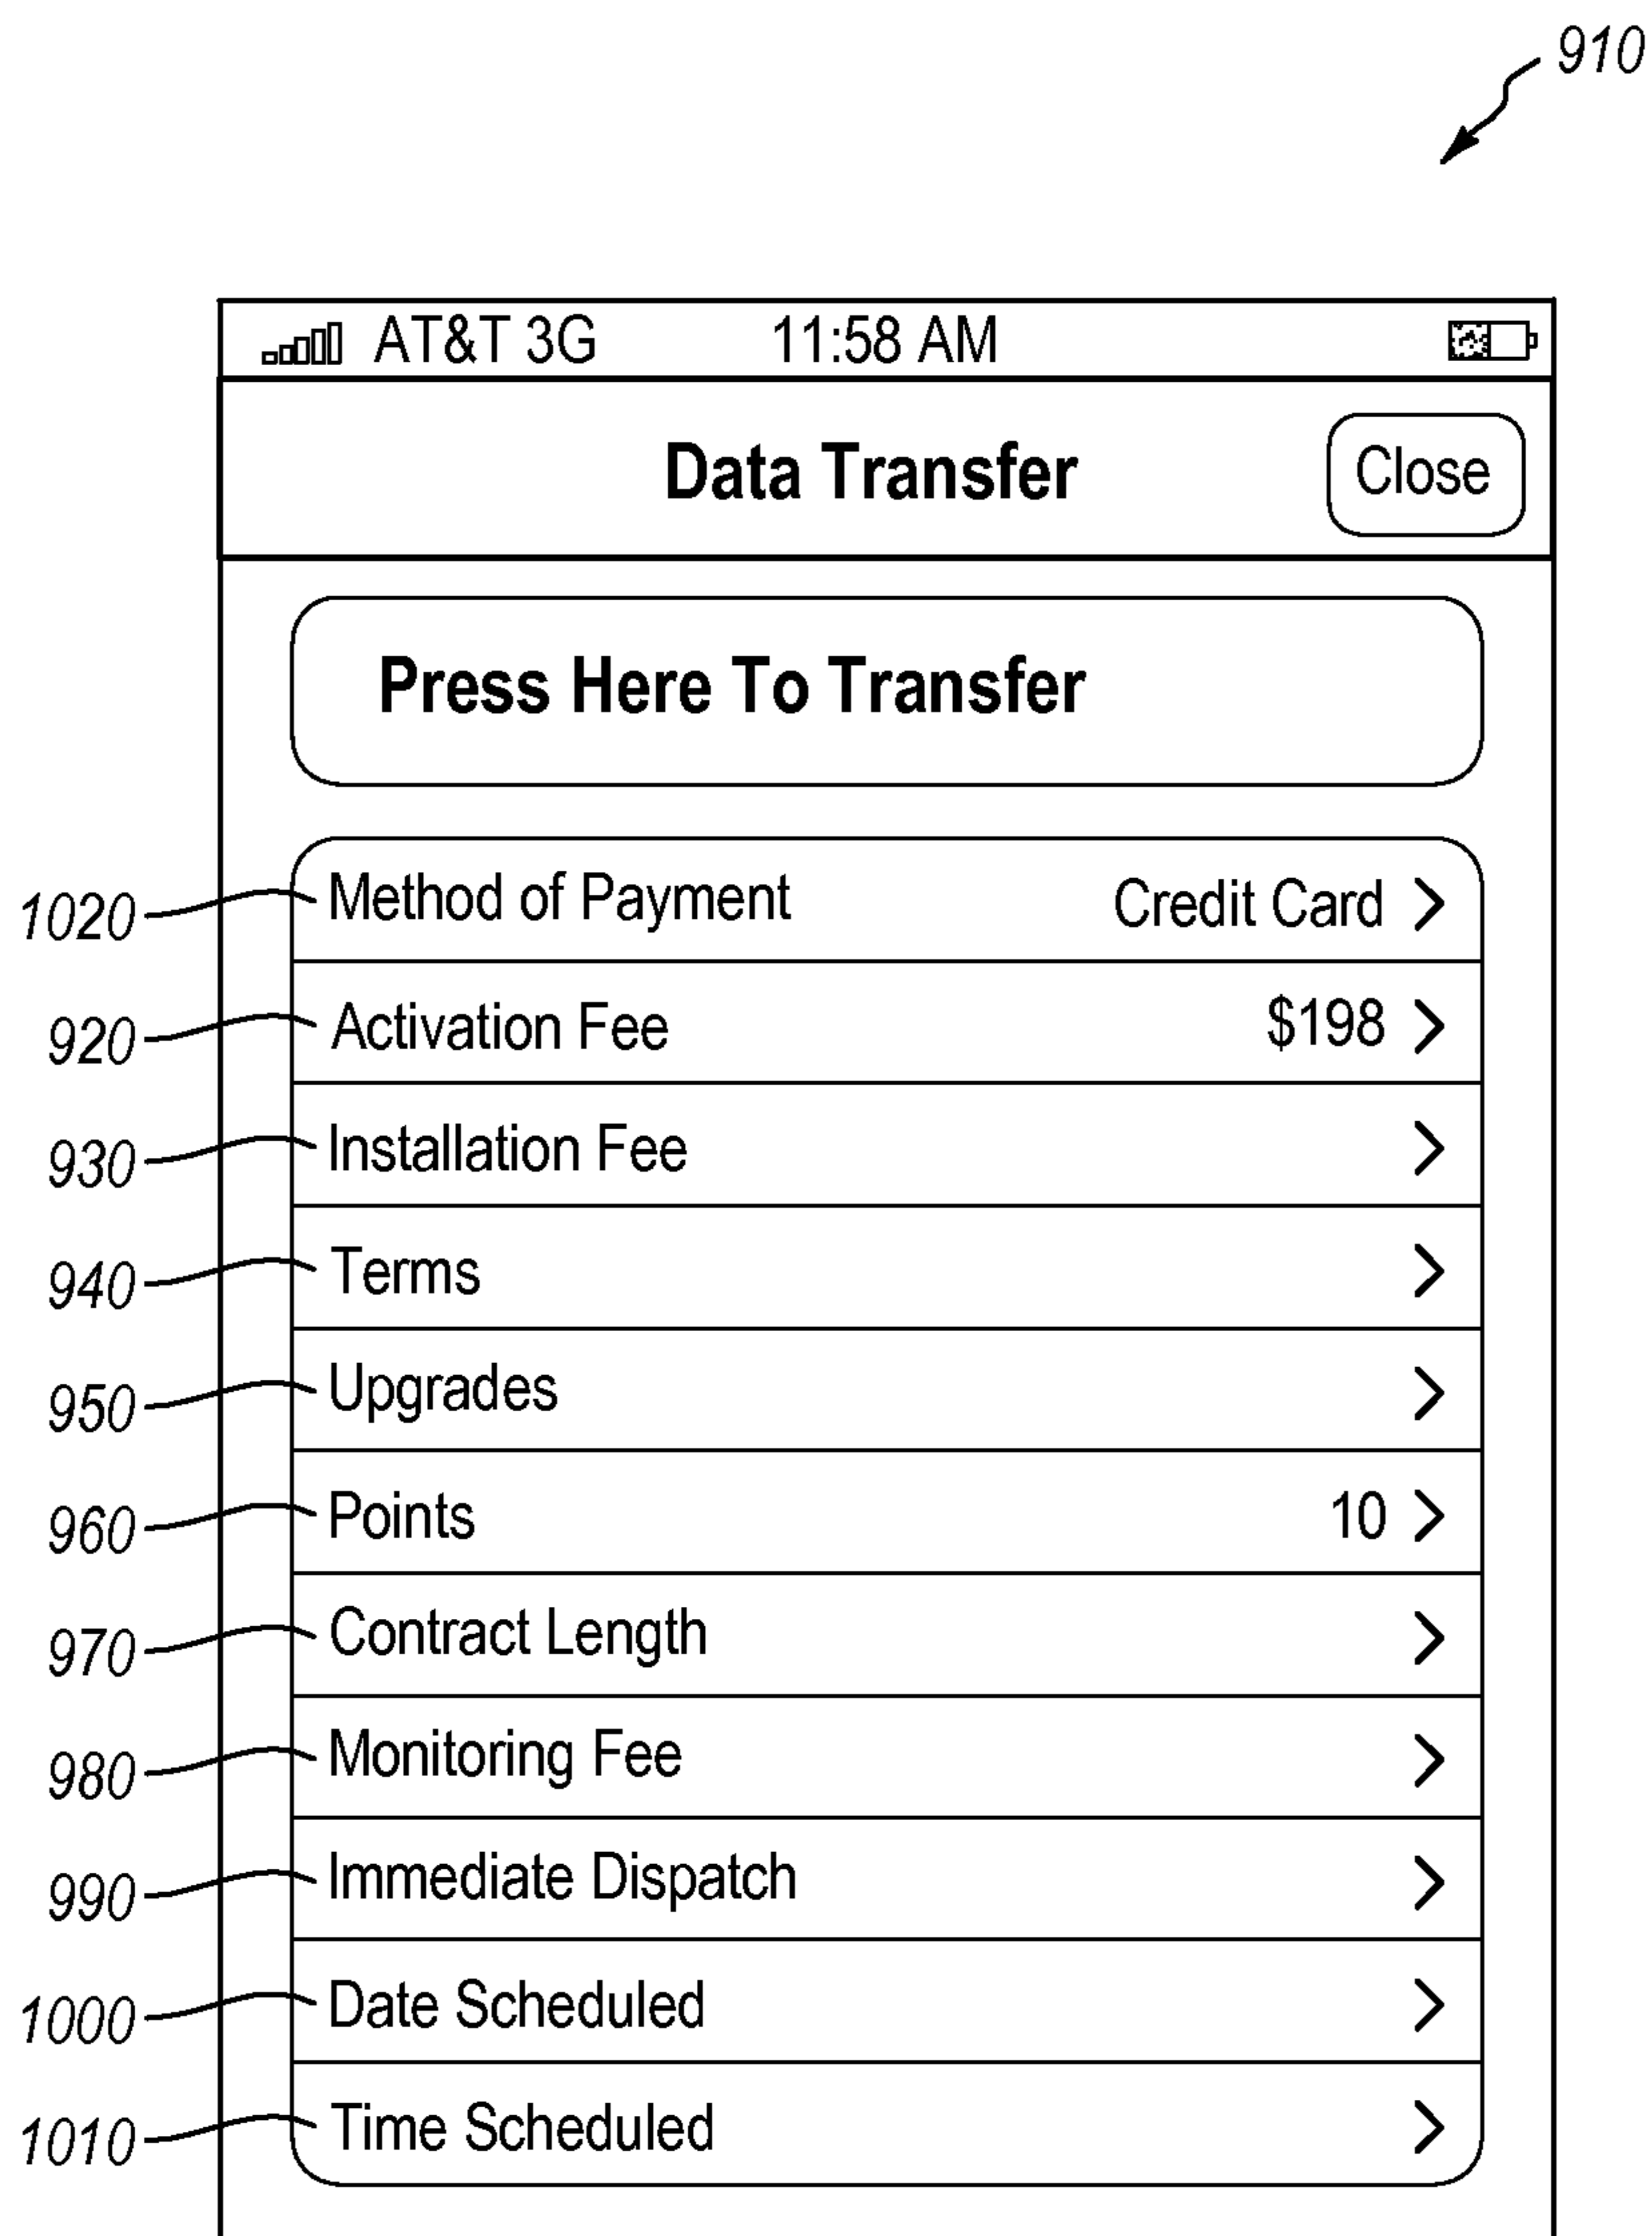 910
AT&T 3G 11:58 AM
Data Transfer Close
Press Here To Transfer
1020 Method of Payment Credit Card >
920 Activation Fee $198 >
930 Installation Fee >
940 Terms >
950 Upgrades >
960 Points 10 >
970 Contract Length >
980 Monitoring Fee >
990 Immediate Dispatch >
1000 Date Scheduled >
1010 Time Scheduled >